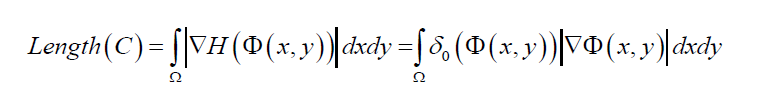 Length(C) = ∫_Ω |∇H(Φ(x,y))| dxdy = ∫_Ω δ₀(Φ(x,y))|∇Φ(x,y)| dxdy